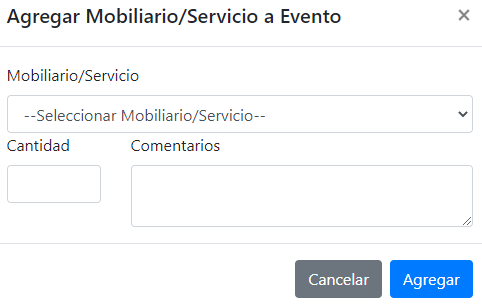 Agregar Mobiliario/Servicio a Evento ×
Mobiliario/Servicio
--Seleccionar Mobiliario/Servicio--
Cantidad Comentarios
Cancelar Agregar